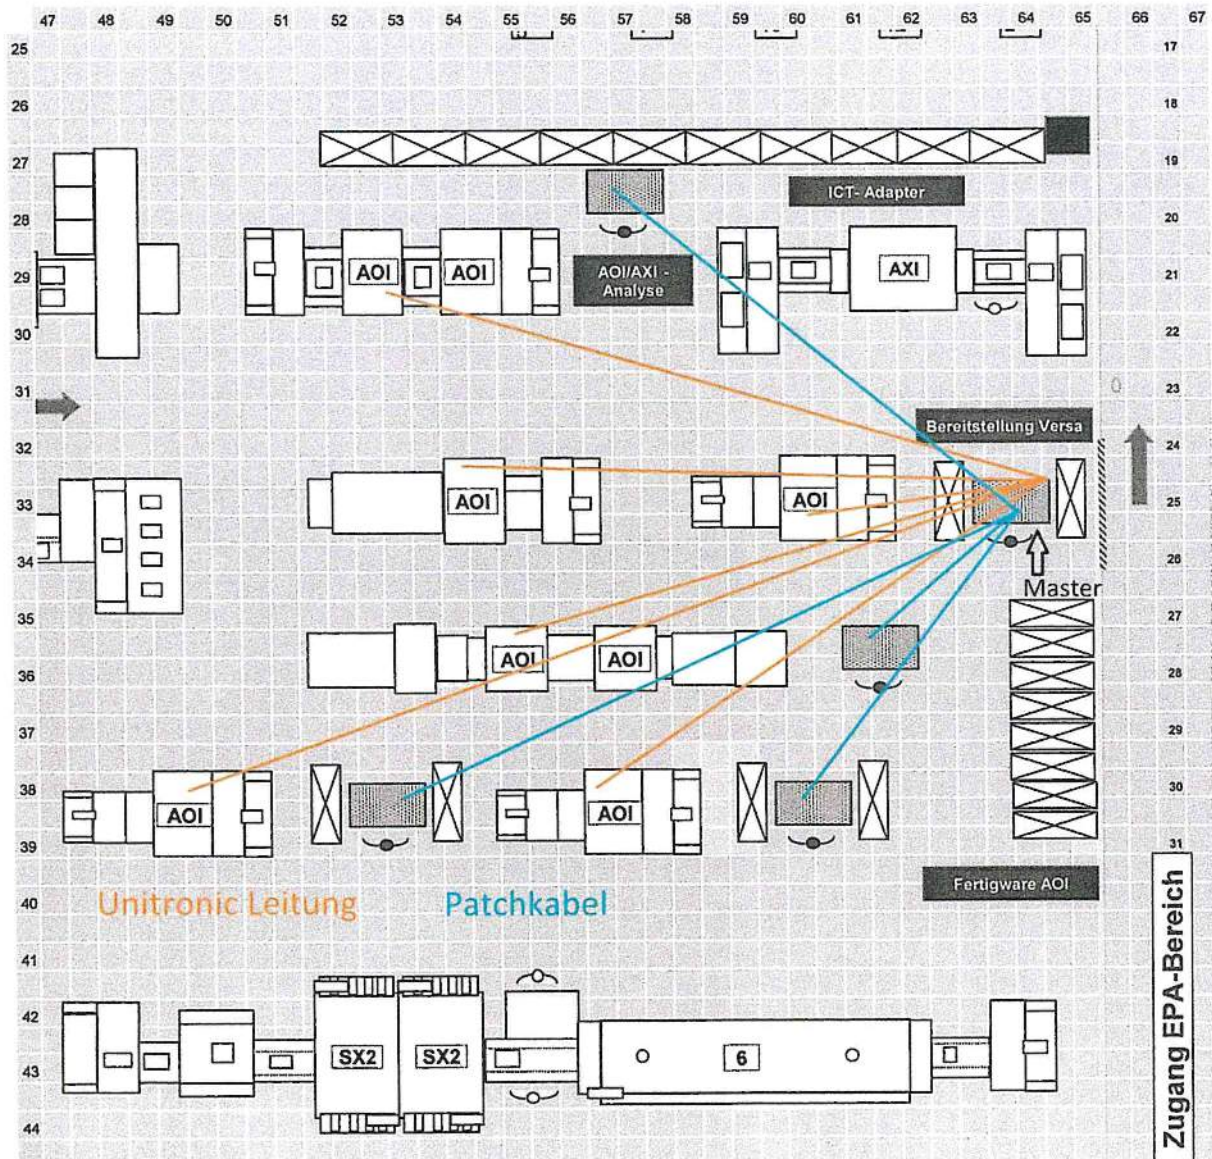 47 48 49 50 51 52 53 54 55 56 57 58 59 60 61 62 63 64 65 66 67
25 17
26 18
27 19
ICT- Adapter
28 20
29 AOI AOI AOI/AXI - AXI 21
Analyse
30 22
31 0 23
32 Bereitstellung Versa 24
33 AOI AOI 25
34 26
Master
35 27
36 AOI AOI 28
37 29
38 AOI AOI 30
39 31
Fertigware AOI
40 Unitronic Leitung Patchkabel
41
42
43 SX2 SX2 6
44
Zugang EPA-Bereich